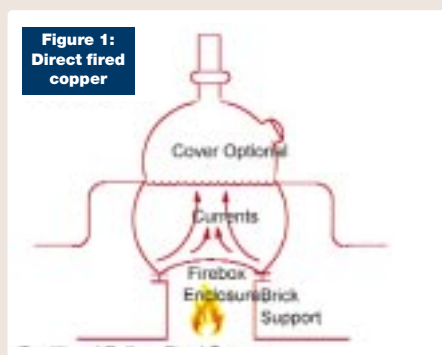 Figure 1:
Direct fired
copper
Cover Optional
Currents
Firebox
Enclosure
Brick
Support